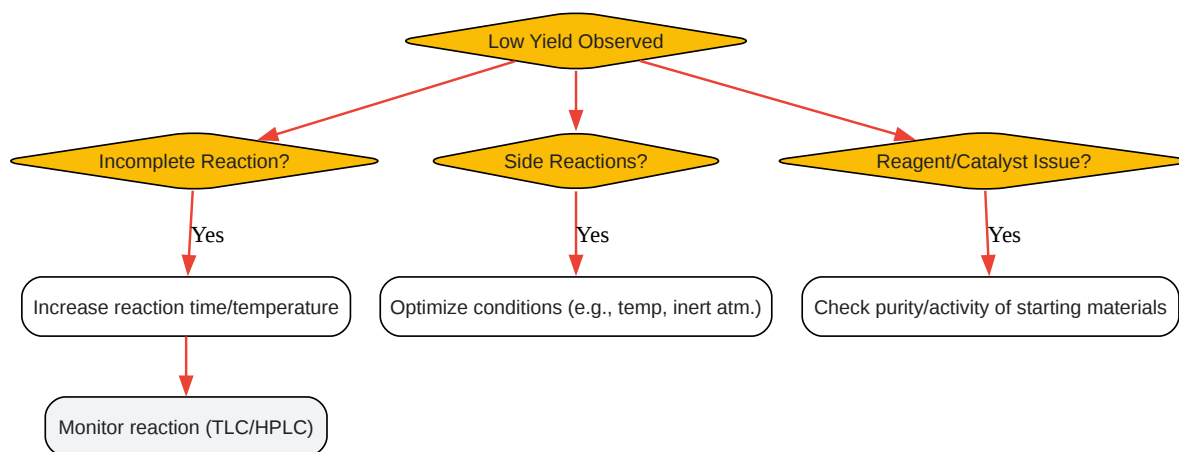 Low Yield Observed
Incomplete Reaction?
Side Reactions?
Reagent/Catalyst Issue?
Yes
Yes
Yes
Increase reaction time/temperature
Optimize conditions (e.g., temp, inert atm.)
Check purity/activity of starting materials
Monitor reaction (TLC/HPLC)